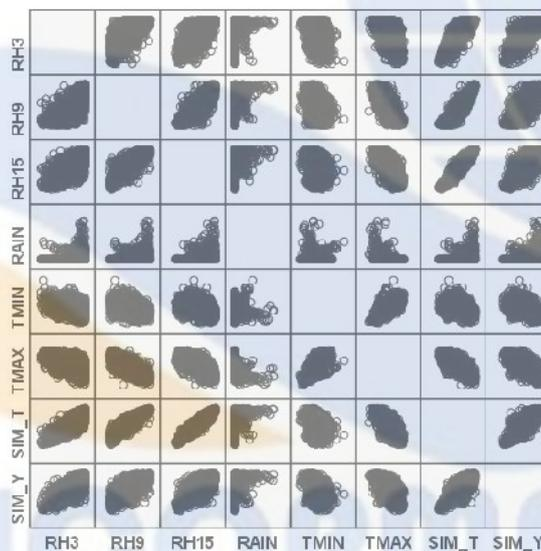 RH3
RH9
RH15
RAIN
TMIN
TMAX
SIM_T
SIM_Y
RH3 RH9 RH15 RAIN TMIN TMAX SIM_T SIM_Y